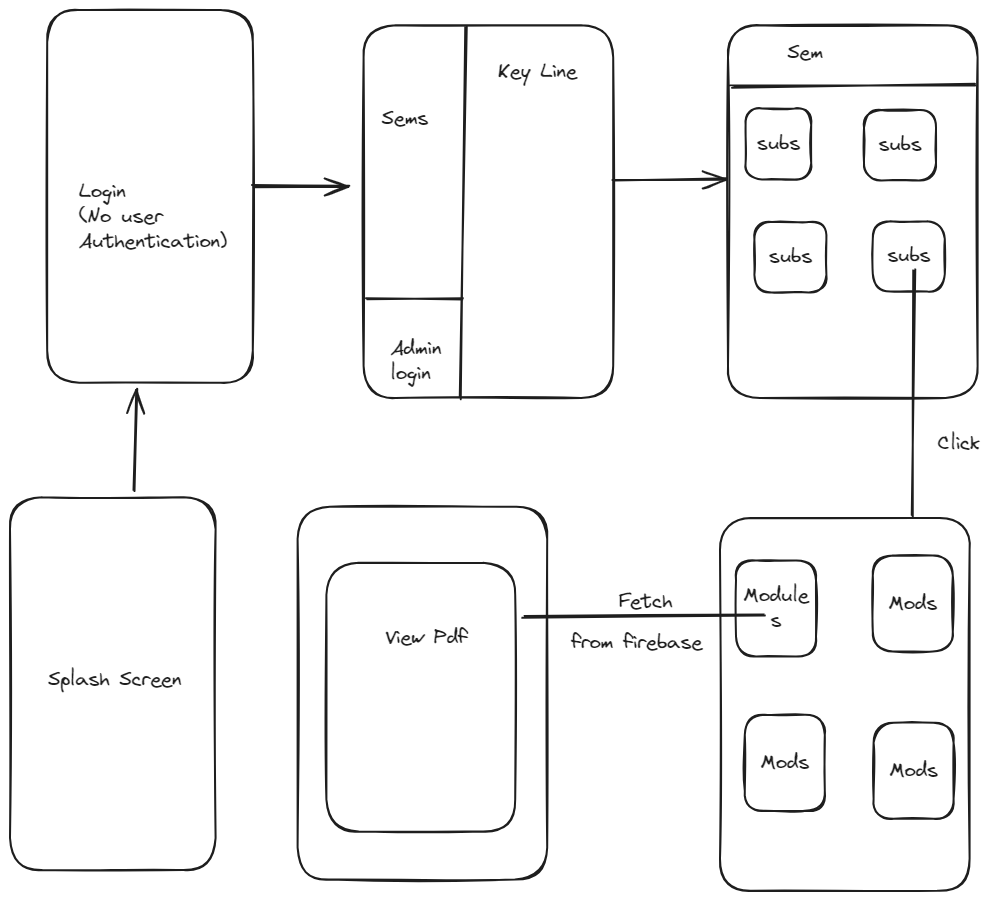 Login
(No user
Authentication)
Sems
Key Line
Admin
login
Sem
subs
subs
subs
subs
Click
Splash Screen
View Pdf
Fetch
from firebase
Module
s
Mods
Mods
Mods